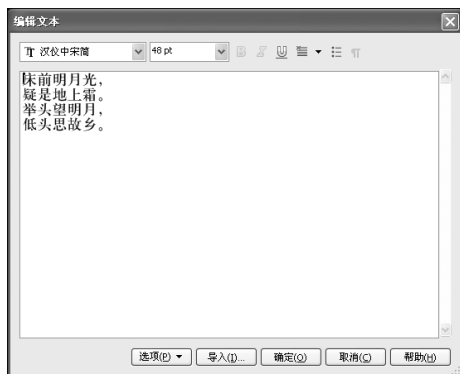 编辑文本
汉仪中宋简
48 pt
B
U
床前明月光，
疑是地上霜。
举头望明月，
低头思故乡。
选项(P)
导入(I)...
确定(O)
取消(C)
帮助(H)